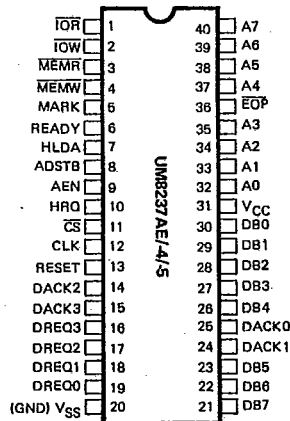 IOR 1 40 A7
IOW 2 39 A6
MEMR 3 38 A5
MEMW 4 37 A4
MARK 5 36 EOP
READY 6 35 A3
HLDA 7 34 A2
ADSTB 8 33 A1
AEN 9 32 A0
HRQ 10 31 VCC
CS 11 30 DB0
CLK 12 29 DB1
RESET 13 28 DB2
DACK2 14 27 DB3
DACK3 15 26 DB4
DREQ3 16 25 DACK0
DREQ2 17 24 DACK1
DREQ1 18 23 DB5
DREQ0 19 22 DB6
(GND) VSS 20 21 DB7
UM8237AE/-4/-5